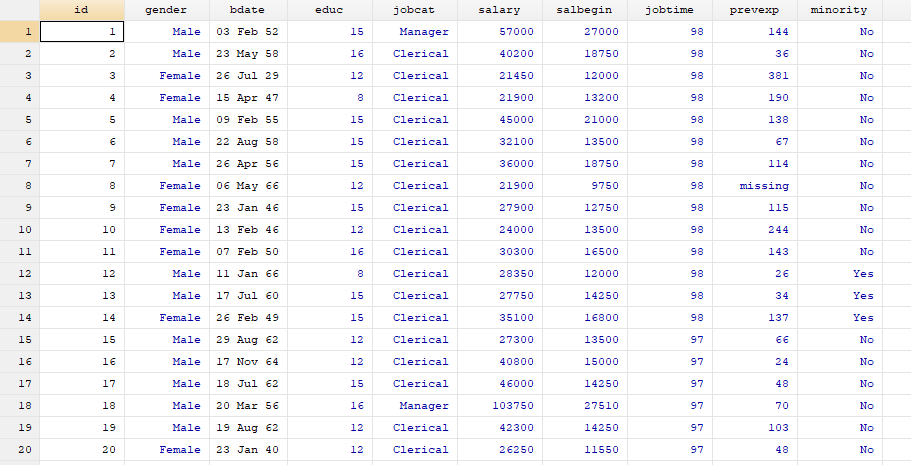 id gender bdate educ jobcat salary salbegin jobtime prevexp minority
1 1 Male 03 Feb 52 15 Manager 57000 27000 98 144 No
2 2 Male 23 May 58 16 Clerical 40200 18750 98 36 No
3 3 Female 26 Jul 29 12 Clerical 21450 12000 98 381 No
4 4 Female 15 Apr 47 8 Clerical 21900 13200 98 190 No
5 5 Male 09 Feb 55 15 Clerical 45000 21000 98 138 No
6 6 Male 22 Aug 58 15 Clerical 32100 13500 98 67 No
7 7 Male 26 Apr 56 15 Clerical 36000 18750 98 114 No
8 8 Female 06 May 66 12 Clerical 21900 9750 98 missing No
9 9 Female 23 Jan 46 15 Clerical 27900 12750 98 115 No
10 10 Female 13 Feb 46 12 Clerical 24000 13500 98 244 No
11 11 Female 07 Feb 50 16 Clerical 30300 16500 98 143 No
12 12 Male 11 Jan 66 8 Clerical 28350 12000 98 26 Yes
13 13 Male 17 Jul 60 15 Clerical 27750 14250 98 34 Yes
14 14 Female 26 Feb 49 15 Clerical 35100 16800 98 137 Yes
15 15 Male 29 Aug 62 12 Clerical 27300 13500 97 66 No
16 16 Male 17 Nov 64 12 Clerical 40800 15000 97 24 No
17 17 Male 18 Jul 62 15 Clerical 46000 14250 97 48 No
18 18 Male 20 Mar 56 16 Manager 103750 27510 97 70 No
19 19 Male 19 Aug 62 12 Clerical 42300 14250 97 103 No
20 20 Female 23 Jan 40 12 Clerical 26250 11550 97 48 No